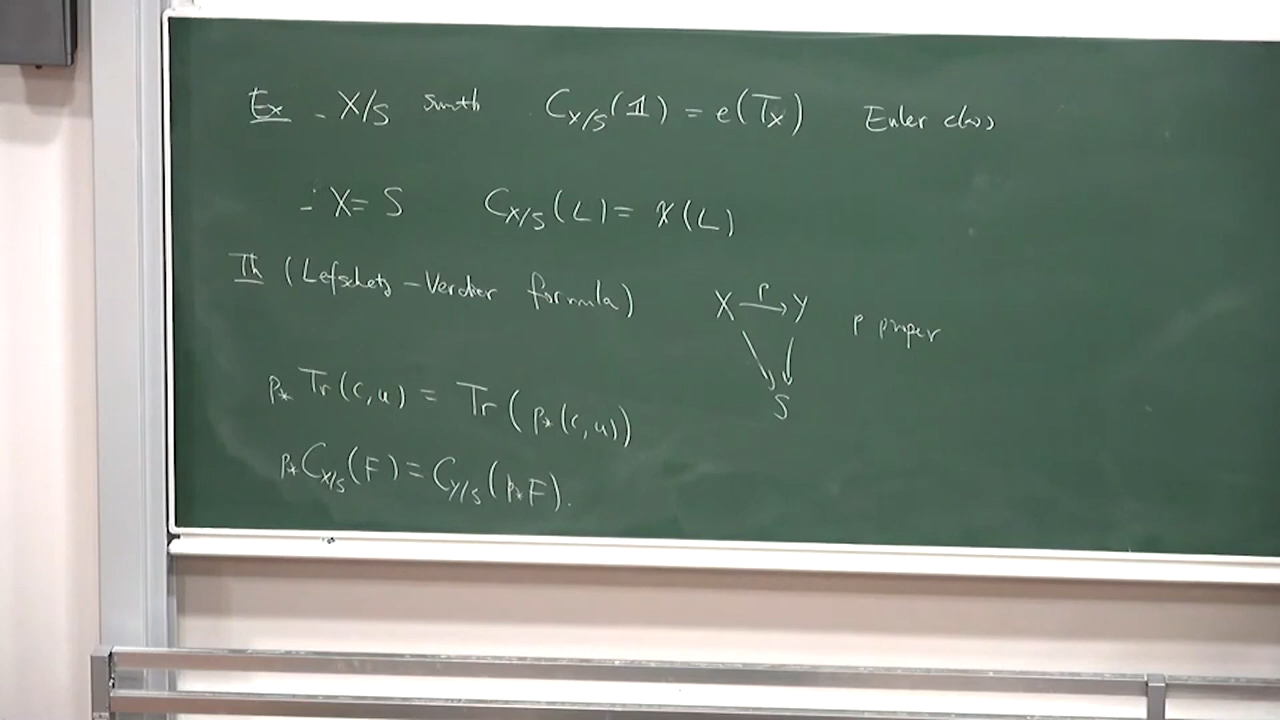 Ex - X/S smooth C_{X/S}(𝟙) = e(T_X) Euler class
- X = S C_{X/S}(L) = χ(L)
Th (Lefschetz-Verdier formula) X →^p Y p proper
S
p_* Tr(c,u) = Tr(p_*(c,u))
p_* C_{X/S}(F) = C_{Y/S}(p_*F).